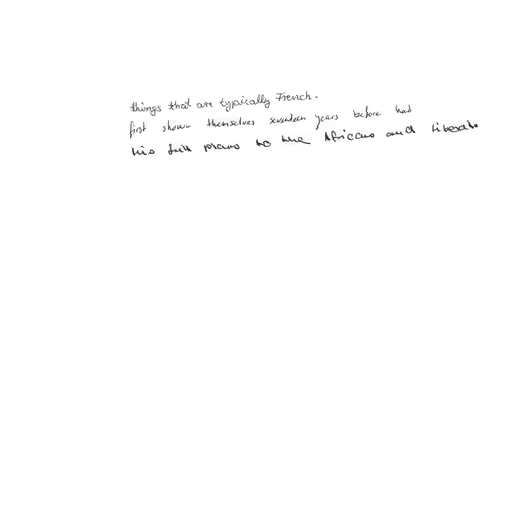 things that are typically French.
first shown themselves seventeen years before had
his full plans to the Africans and liberals